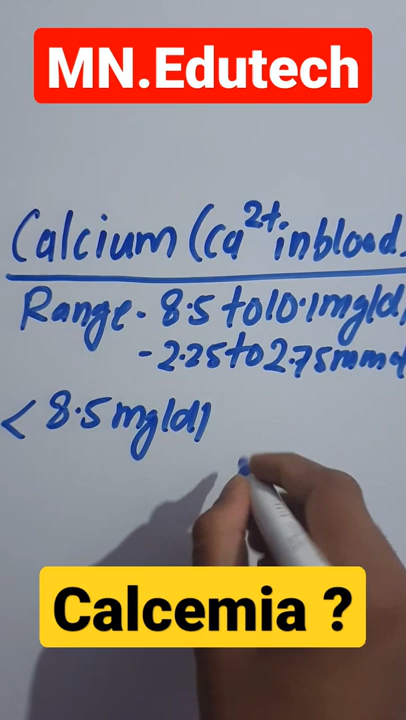 MN.Edutech
Calcium (Ca2+ in blood
Range - 8.5 to 10.1 mg/dl
- 2.25 to 2.75 mm
< 8.5 mg/dl
Calcemia ?